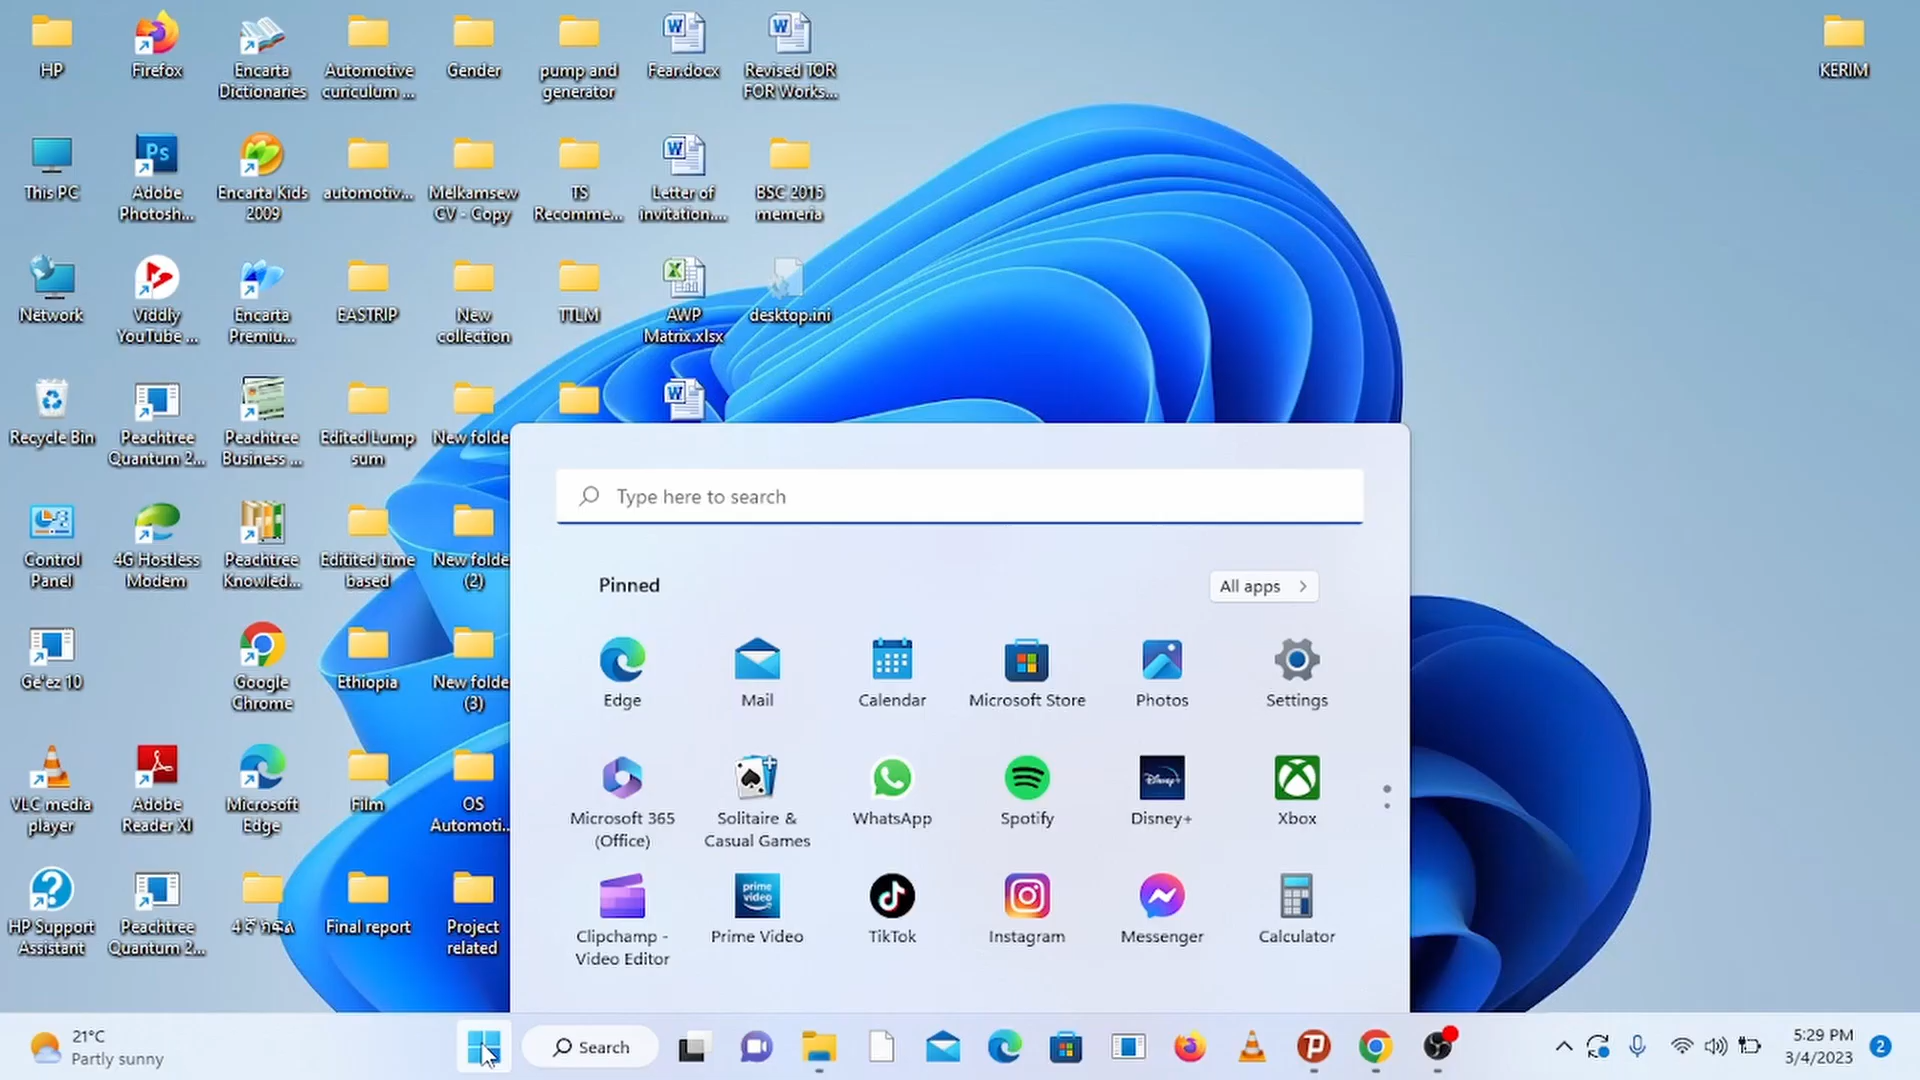 HP
Firefox
Encarta
Dictionaries
Automotive
curiculum ...
Gender
pump and
generator
Fear.docx
Revised TOR
FOR Works...
KERIM
This PC
Adobe
Photosh...
Encarta Kids
2009
automotiv...
Melkamsew
CV - Copy
TS
Recomme...
Letter of
invitation....
BSC 2015
memeria
Network
Viddly
YouTube ...
Encarta
Premiu...
EASTRIP
New
collection
TTLM
AWP
Matrix.xlsx
desktop.ini
Recycle Bin
Peachtree
Quantum 2...
Peachtree
Business ...
Edited Lump
sum
New folde
Type here to search
Control
Panel
4G Hostless
Modem
Peachtree
Knowled...
Editited time
based
New folde
(2)
Pinned
All apps
Ge'ez 10
Google
Chrome
Ethiopia
New folde
(3)
Edge
Mail
Calendar
Microsoft Store
Photos
Settings
VLC media
player
Adobe
Reader XI
Microsoft
Edge
Film
OS
Automoti...
Microsoft 365
(Office)
Solitaire &
Casual Games
WhatsApp
Spotify
Disney+
Xbox
HP Support
Assistant
Peachtree
Quantum 2...
Final report
Project
related
Clipchamp -
Video Editor
prime
video
Prime Video
TikTok
Instagram
Messenger
Calculator
21°C
Partly sunny
Search
5:29 PM
3/4/2023
2